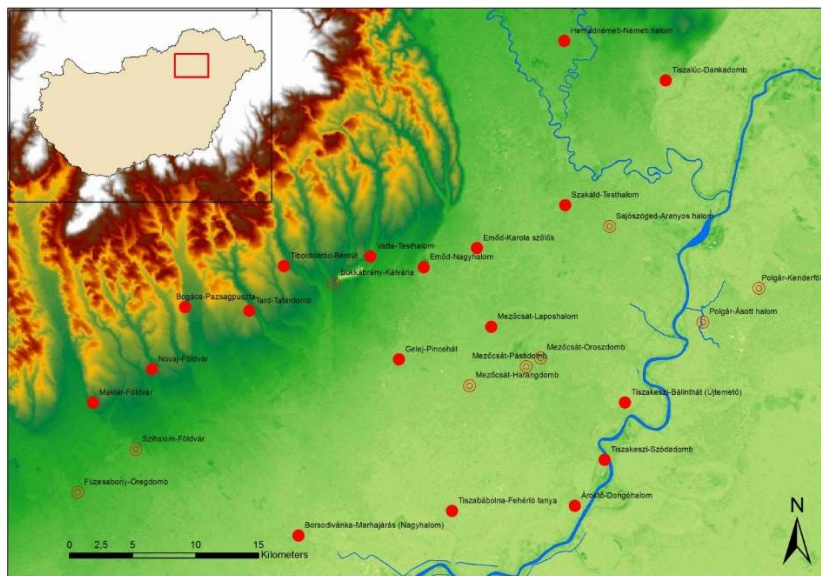 Hernádnémeti-Németi halom
Tiszalúc-Dankadomb
Szakáld-Testhalom
Sajószöged-Aranyos halom
Emőd-Karola szőlők
Vatta-Testhalom
Emőd-Nagyhalom
Tibolddaróc-Bércút
Bükkábrány-Kálvária
Polgár-Kenderföl
Bogács-Pazsagpuszta
Tard-Tatárdomb
Polgár-Ásott halom
Mezőcsát-Laposhalom
Gelej-Pincehát
Mezőcsát-Pástidomb
Mezőcsát-Oroszdomb
Novaj-Földvár
Mezőcsát-Harangdomb
Maklár-Földvár
Tiszakeszi-Bálinthát (Újtemető)
Szihalom-Földvár
Tiszakeszi-Szódadomb
Füzesabony-Öregdomb
Tiszabábolna-Fehérló tanya
Ároktő-Dongóhalom
Borsodivánka-Marhajárás (Nagyhalom)
N
0 2,5 5 10 15
Kilometers